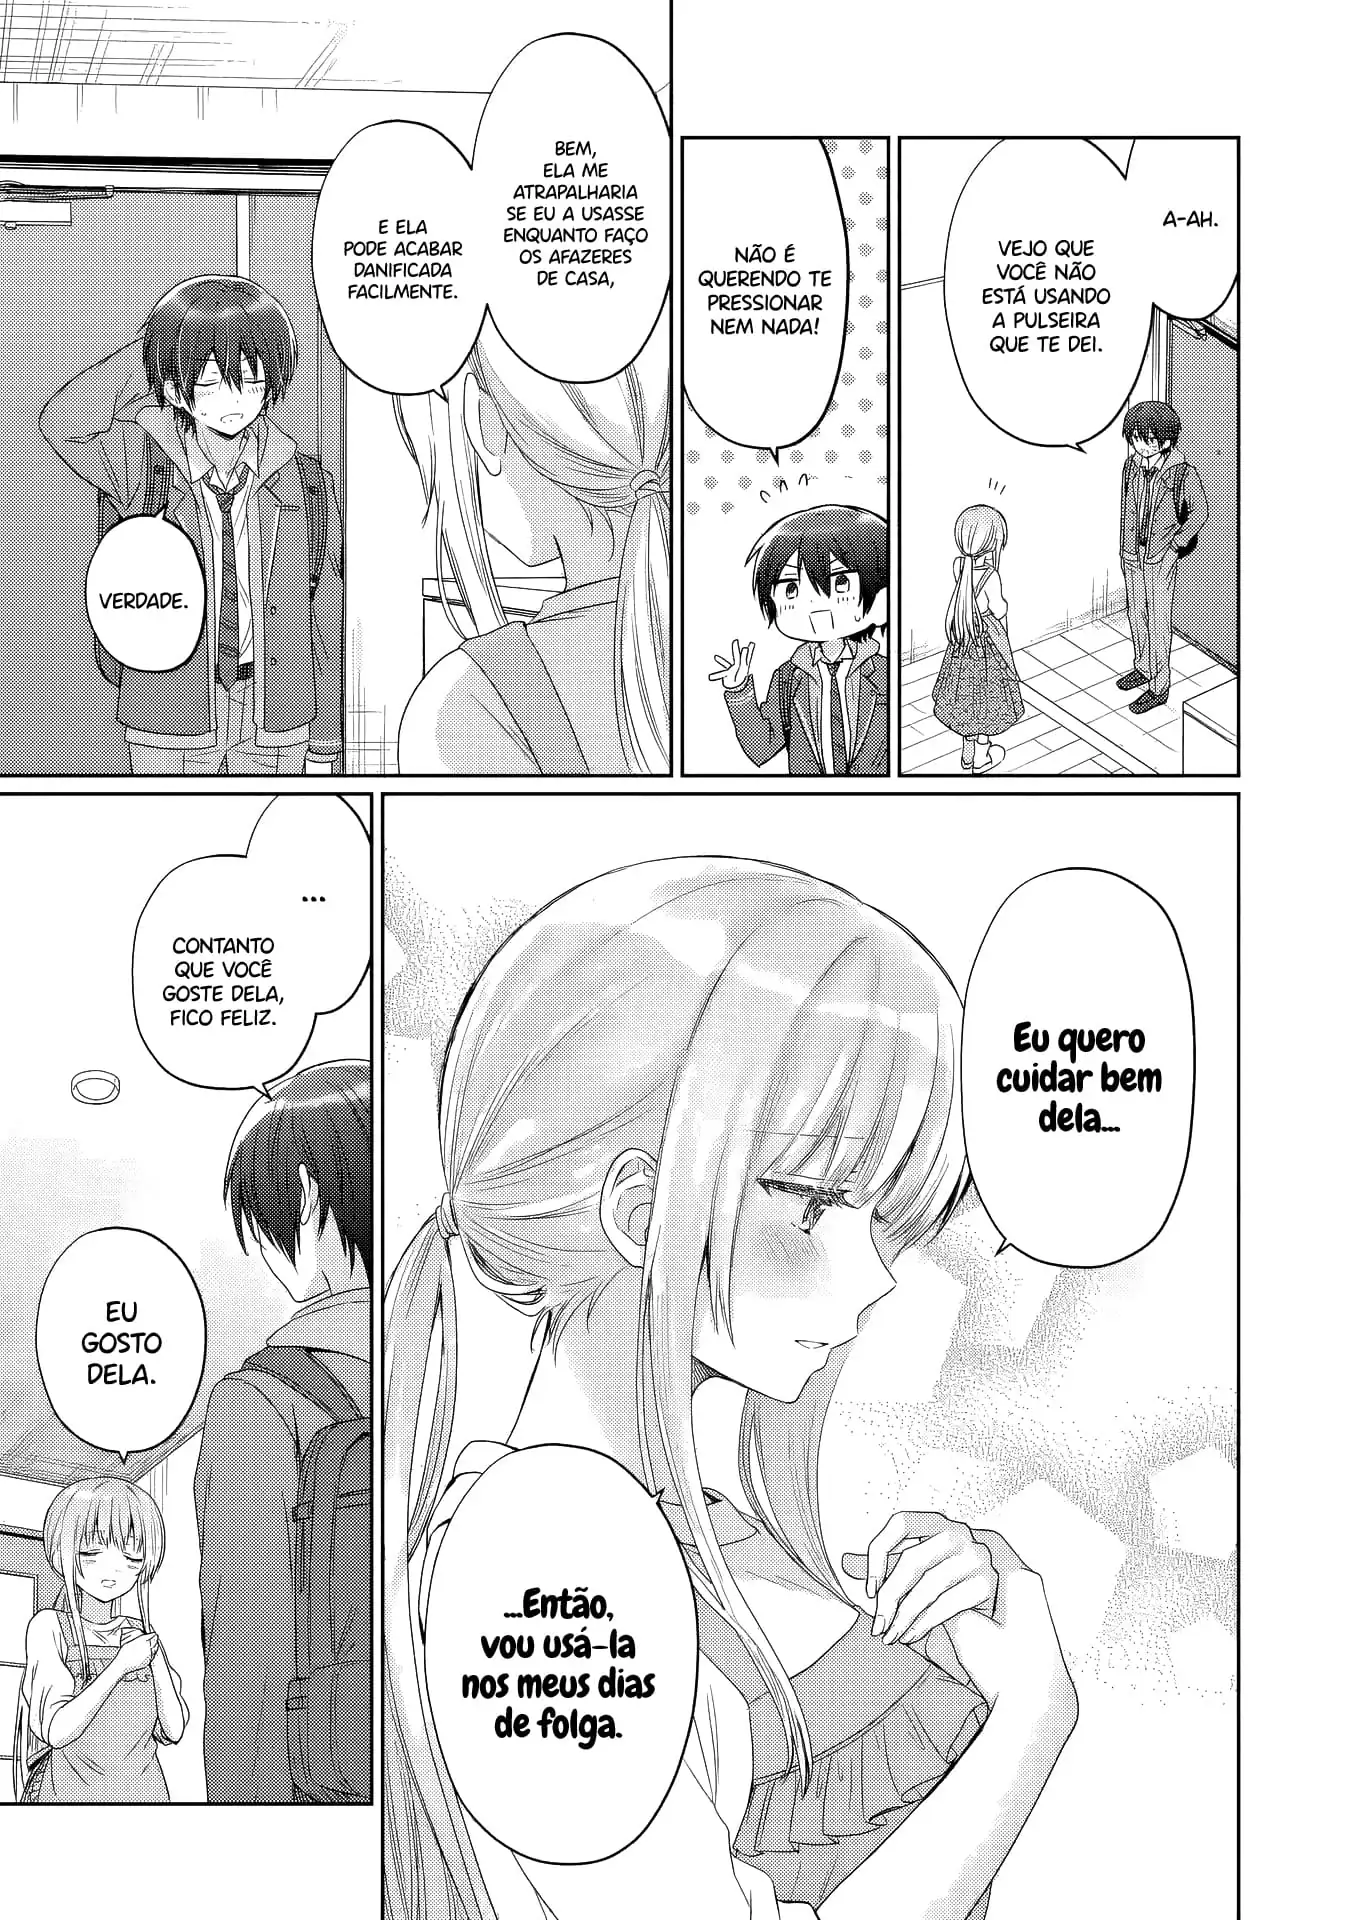 A-AH.
VEJO QUE
VOCÊ NÃO
ESTÁ USANDO
A PULSEIRA
QUE TE DEI.
NÃO É
QUERENDO TE
PRESSIONAR
NEM NADA!
BEM,
ELA ME
ATRAPALHARIA
SE EU A USASSE
ENQUANTO FAÇO
OS AFAZERES
DE CASA,
E ELA
PODE ACABAR
DANIFICADA
FACILMENTE.
VERDADE.
Eu quero
cuidar bem
dela...
...Então,
vou usá-la
nos meus dias
de folga.
...
CONTANTO
QUE VOCÊ
GOSTE DELA,
FICO FELIZ.
EU
GOSTO
DELA.